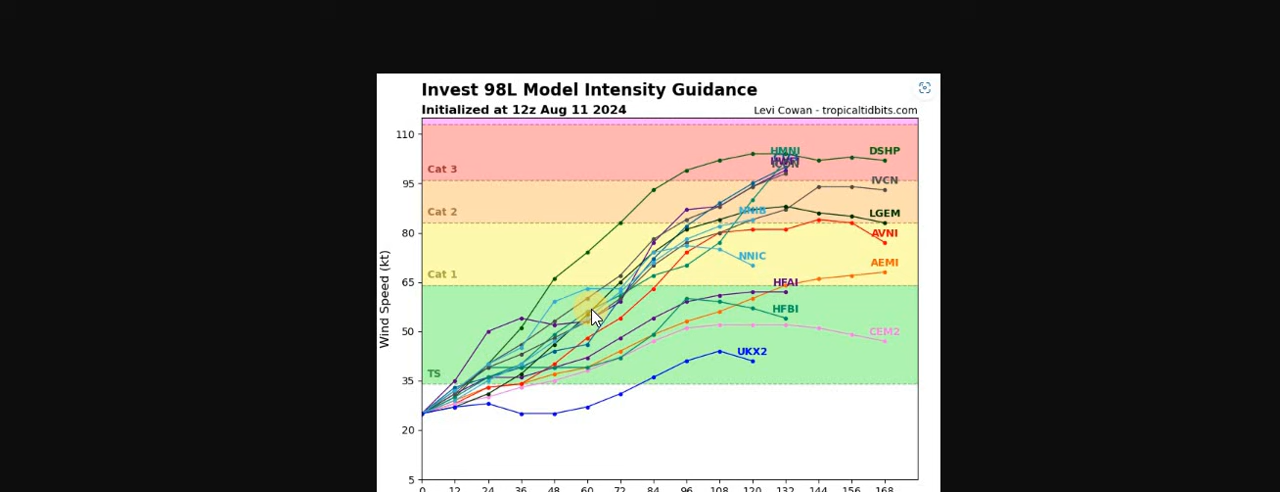 Invest 98L Model Intensity Guidance
Initialized at 12z Aug 11 2024 Levi Cowan - tropicaltidbits.com
Wind Speed (kt)
110
95
80
65
50
35
20
5
Cat 3
Cat 2
Cat 1
TS
HMNI
DSHP
IVCN
NNIB
LGEM
AVNI
NNIC
AEMI
HFAI
HFBI
CEM2
UKX2
0 12 24 36 48 60 72 84 96 108 120 132 144 156 168